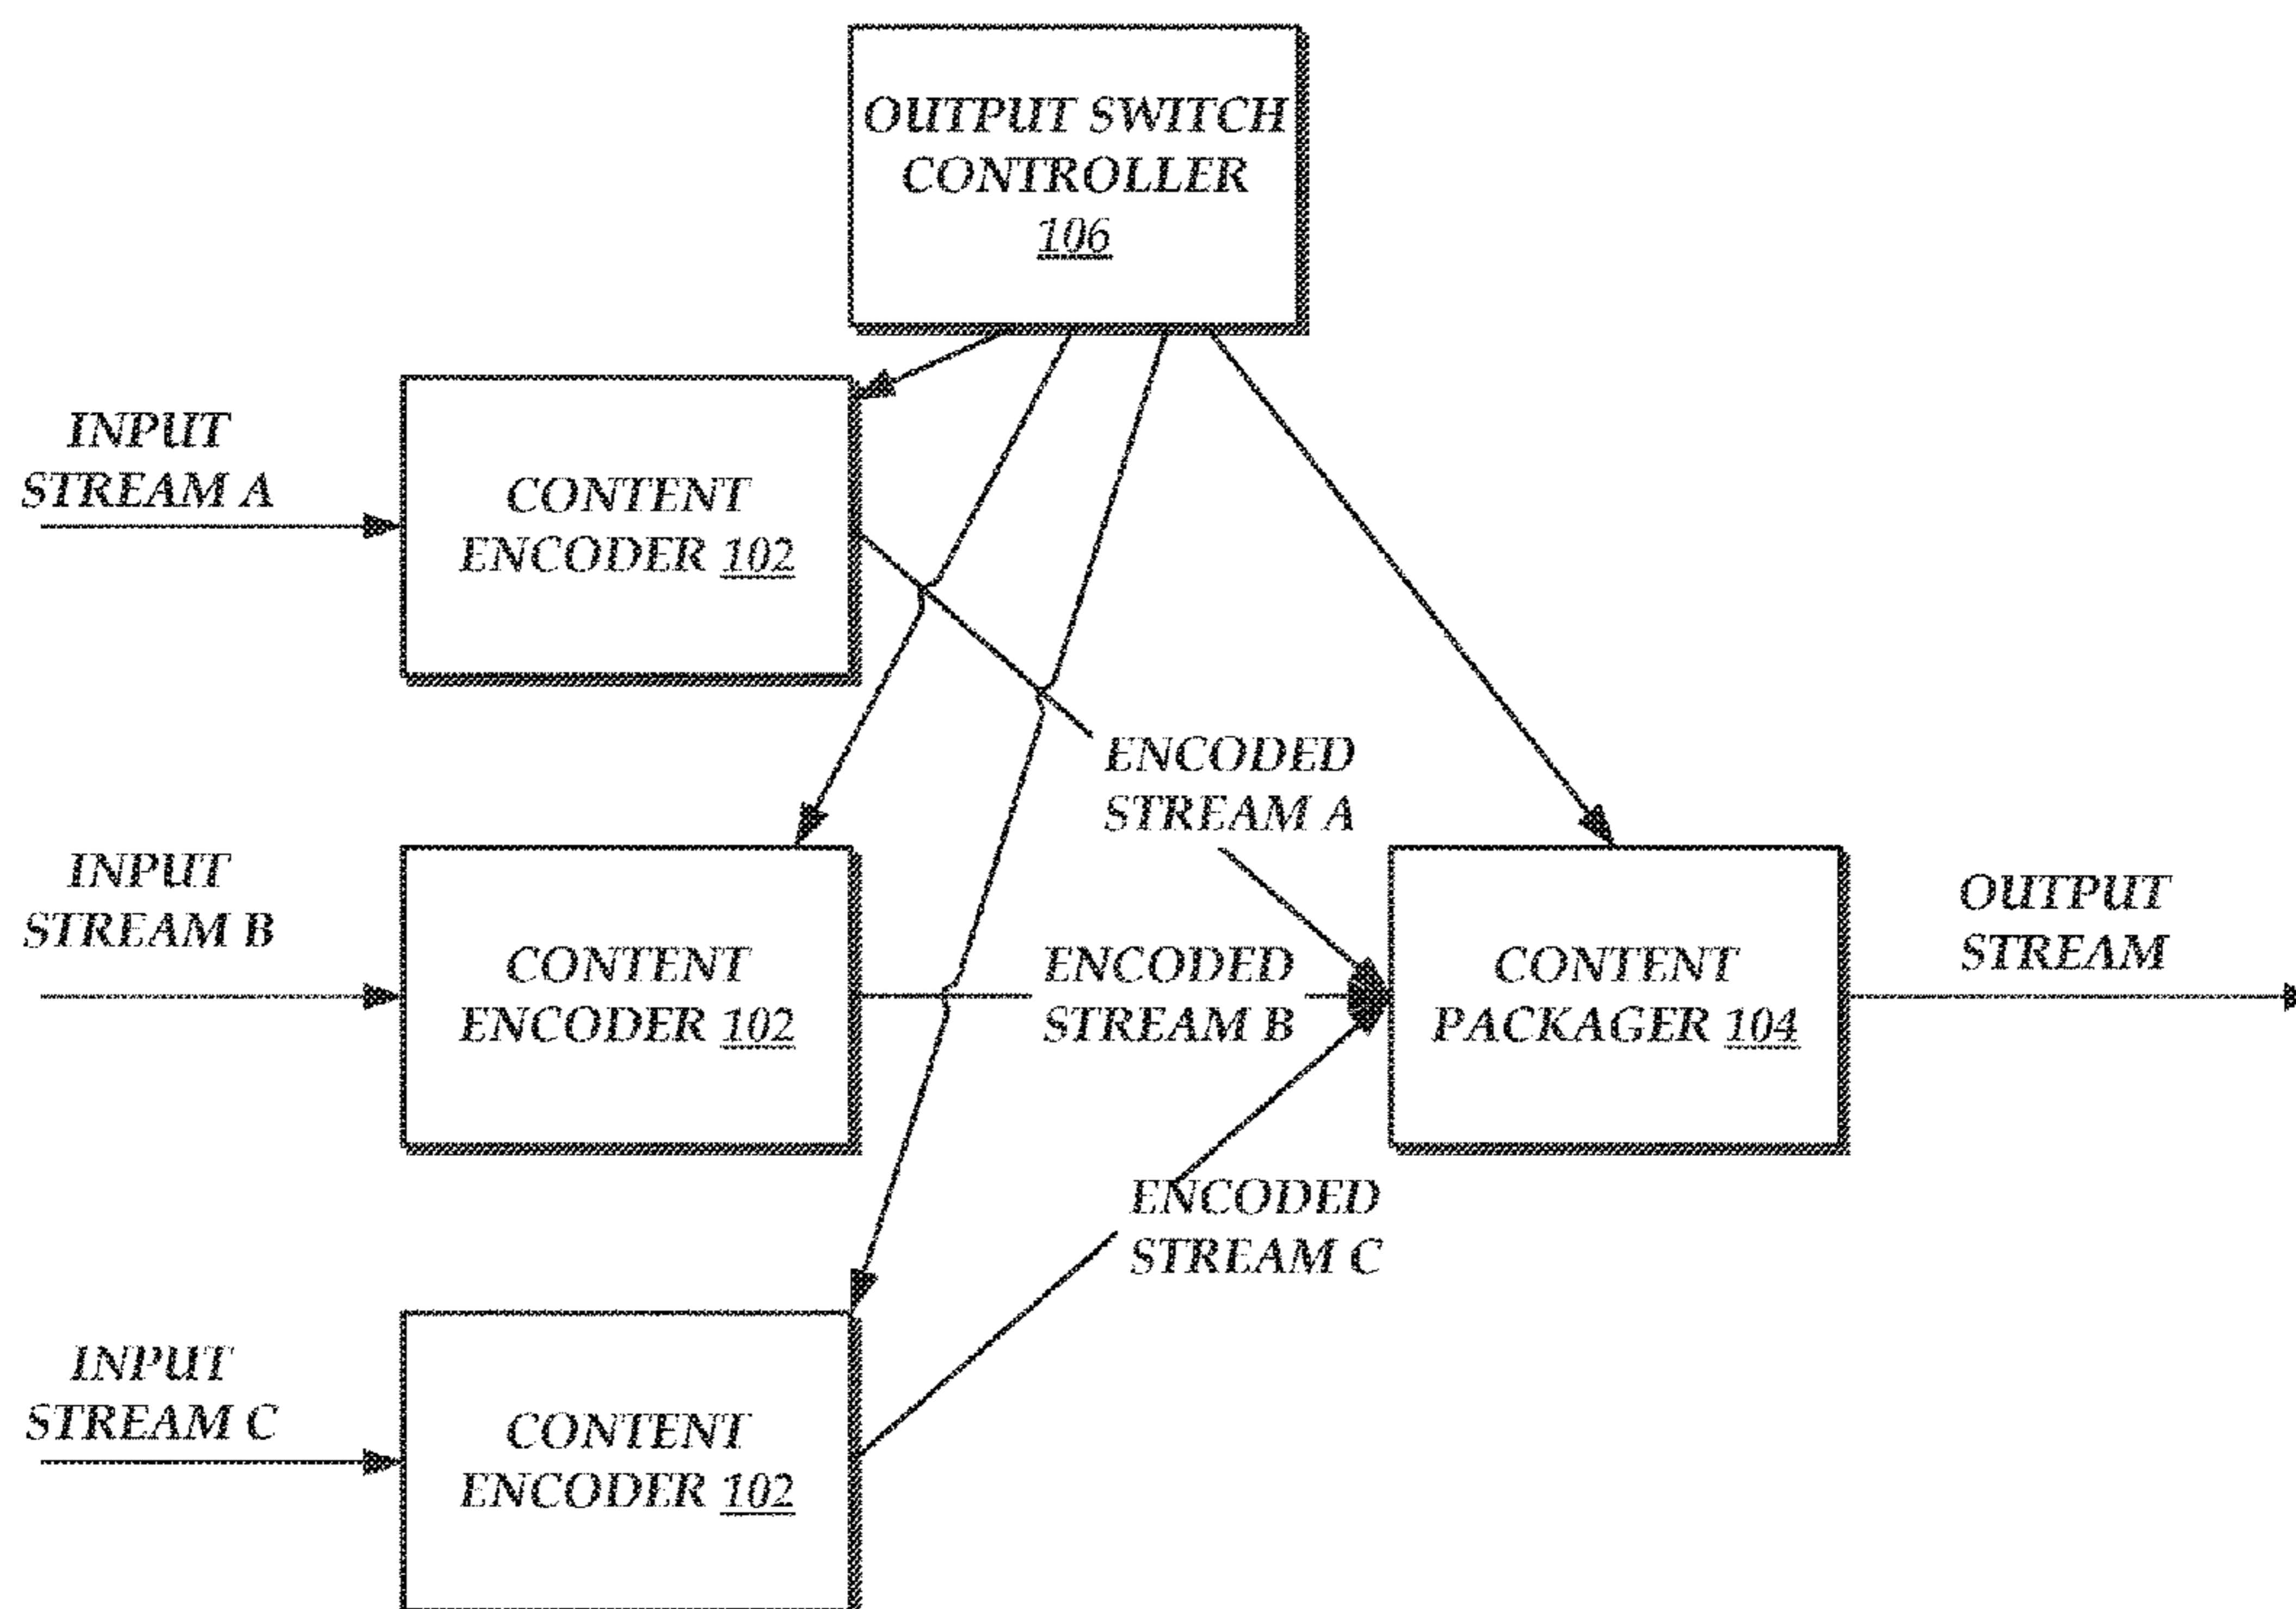 OUTPUT SWITCH
CONTROLLER
106
INPUT
STREAM A
CONTENT
ENCODER 102
ENCODED
STREAM A
INPUT
STREAM B
CONTENT
ENCODER 102
ENCODED
STREAM B
CONTENT
PACKAGER 104
OUTPUT
STREAM
ENCODED
STREAM C
INPUT
STREAM C
CONTENT
ENCODER 102